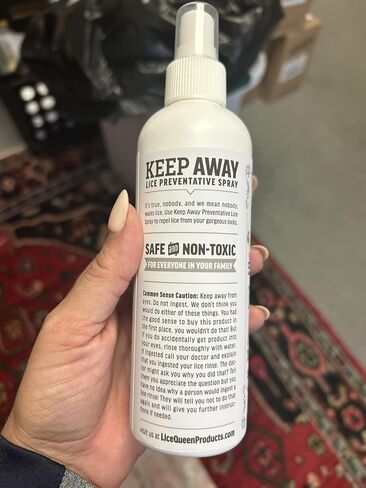 KEEP AWAY
LICE PREVENTATIVE SPRAY
It's true, nobody, and we mean nobody,
wants lice. Use Keep Away Preventative Lice
Spray to repel lice from your gorgeous locks.
SAFE AND NON-TOXIC
FOR EVERYONE IN YOUR FAMILY
Common Sense Caution: Keep away from
eyes. Do not ingest. We don't think you
would do either of these things. You had
the good sense to buy this product in
the first place, you wouldn't do that! But
if you do accidentally get product into
your eyes, rinse thoroughly with water.
If ingested call your doctor and explain
that you ingested your lice rinse. The doc-
tor might ask you why you did that? Tell
them you appreciate the question but you
have no idea why a person would ingest a
lice rinse! They will tell you not to do that
again and will give you further instruc-
tions if needed.
visit us at LiceQueenProducts.com